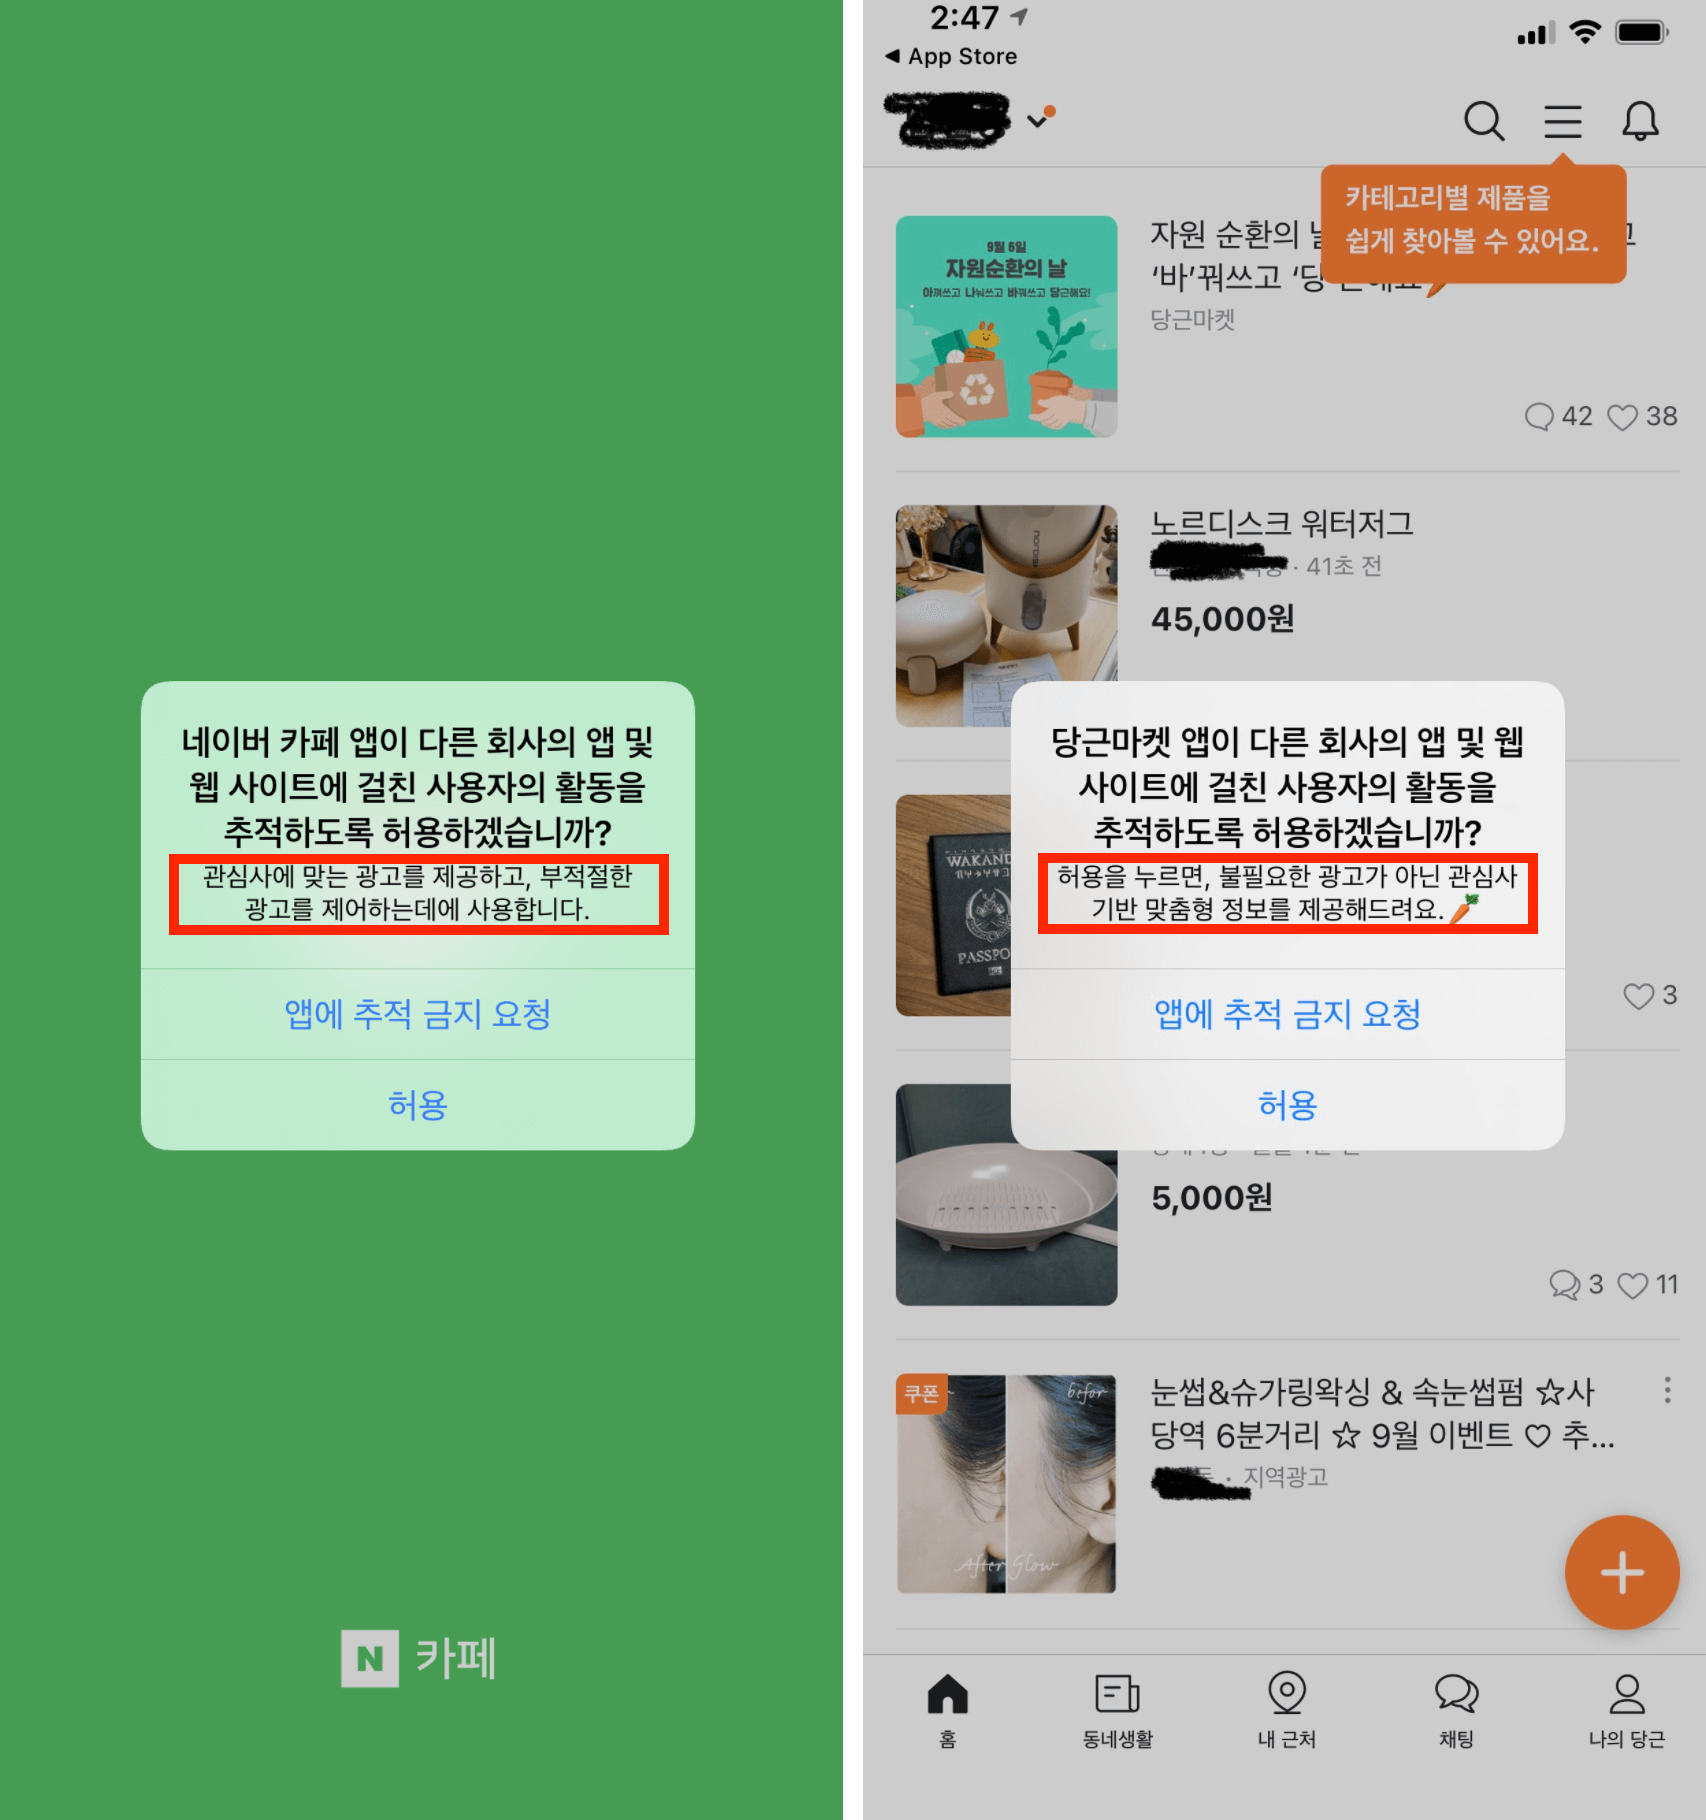 네이버 카페 앱이 다른 회사의 앱 및
웹 사이트에 걸친 사용자의 활동을
추적하도록 허용하겠습니까?
관심사에 맞는 광고를 제공하고, 부적절한
광고를 제어하는데에 사용합니다.
앱에 추적 금지 요청
허용
N 카페
2:47
App Store
카테고리별 제품을
쉽게 찾아볼 수 있어요.
9월 6일
자원순환의 날
아껴쓰고 나눠쓰고 바꿔쓰고 당근해요!
자원 순환의
‘바’꿔쓰고 ‘당
당근마켓
42 38
노르디스크 워터저그
· 41초 전
45,000원
당근마켓 앱이 다른 회사의 앱 및 웹
사이트에 걸친 사용자의 활동을
추적하도록 허용하겠습니까?
허용을 누르면, 불필요한 광고가 아닌 관심사
기반 맞춤형 정보를 제공해드려요.🥕
앱에 추적 금지 요청
허용
3
5,000원
3 11
쿠폰
befor
After Glow
눈썹&슈가링왁싱 & 속눈썹펌 ☆사
당역 6분거리 ☆ 9월 이벤트 ♡ 추...
· 지역광고
홈
동네생활
내 근처
채팅
나의 당근